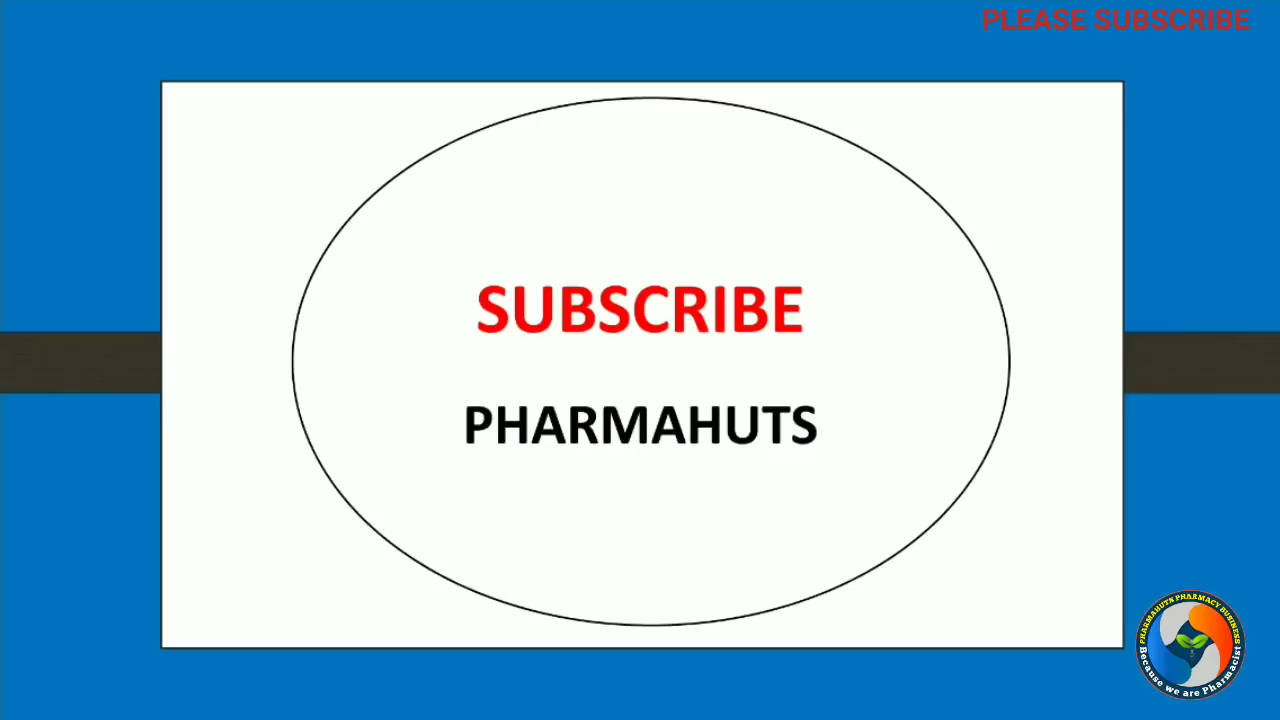 PLEASE SUBSCRIBE
SUBSCRIBE
PHARMAHUTS
PHARMAHUTS PHARMACY BUSINESS
Because we are Pharmacist